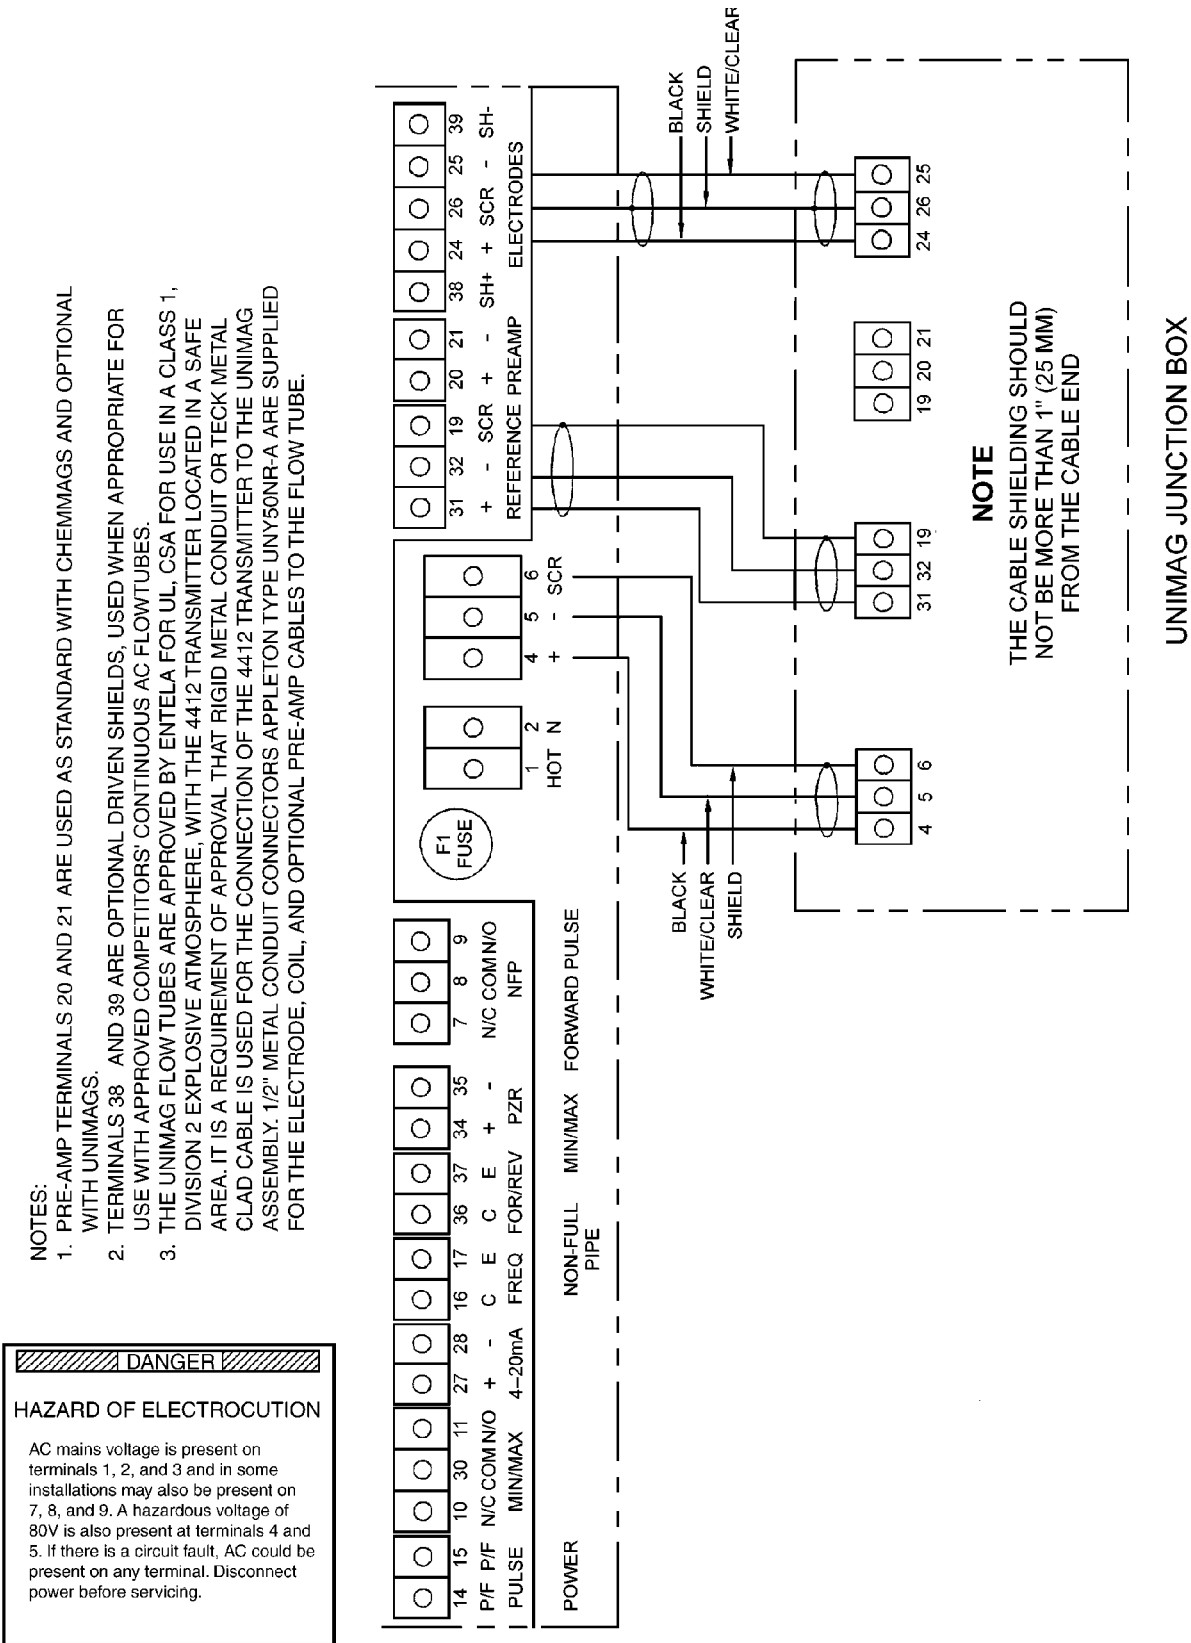 NOTES:
1. PRE-AMP TERMINALS 20 AND 21 ARE USED AS STANDARD WITH CHEMMAGS AND OPTIONAL
WITH UNIMAGS.
2. TERMINALS 38 AND 39 ARE OPTIONAL DRIVEN SHIELDS, USED WHEN APPROPRIATE FOR
USE WITH APPROVED COMPETITORS' CONTINUOUS AC FLOWTUBES.
3. THE UNIMAG FLOW TUBES ARE APPROVED BY ENTELA FOR UL, CSA FOR USE IN A CLASS 1,
DIVISION 2 EXPLOSIVE ATMOSPHERE, WITH THE 4412 TRANSMITTER LOCATED IN A SAFE
AREA. IT IS A REQUIREMENT OF APPROVAL THAT RIGID METAL CONDUIT OR TECK METAL
CLAD CABLE IS USED FOR THE CONNECTION OF THE 4412 TRANSMITTER TO THE UNIMAG
ASSEMBLY. 1/2" METAL CONDUIT CONNECTORS APPLETON TYPE UNY50NR-A ARE SUPPLIED
FOR THE ELECTRODE, COIL, AND OPTIONAL PRE-AMP CABLES TO THE FLOW TUBE.
DANGER
HAZARD OF ELECTROCUTION
AC mains voltage is present on
terminals 1, 2, and 3 and in some
installations may also be present on
7, 8, and 9. A hazardous voltage of
80V is also present at terminals 4 and
5. If there is a circuit fault, AC could be
present on any terminal. Disconnect
power before servicing.
14 15 10 30 11 27 28 16 17 36 37 34 35 7 8 9
P/F P/F N/C COM N/O + - C E C E + - N/C COM N/O
PULSE MIN/MAX 4-20mA FREQ FOR/REV PZR NFP
F1
FUSE
1 2 4 5 6
HOT N + - SCR
31 32 19 20 21 38 24 26 25 39
+ - SCR + - SH+ + SCR - SH-
REFERENCE PREAMP ELECTRODES
POWER NON-FULL MIN/MAX FORWARD PULSE
PIPE
BLACK
WHITE/CLEAR
SHIELD
BLACK
SHIELD
WHITE/CLEAR
4 5 6 31 32 19 19 20 21 24 26 25
NOTE
THE CABLE SHIELDING SHOULD
NOT BE MORE THAN 1" (25 MM)
FROM THE CABLE END
UNIMAG JUNCTION BOX